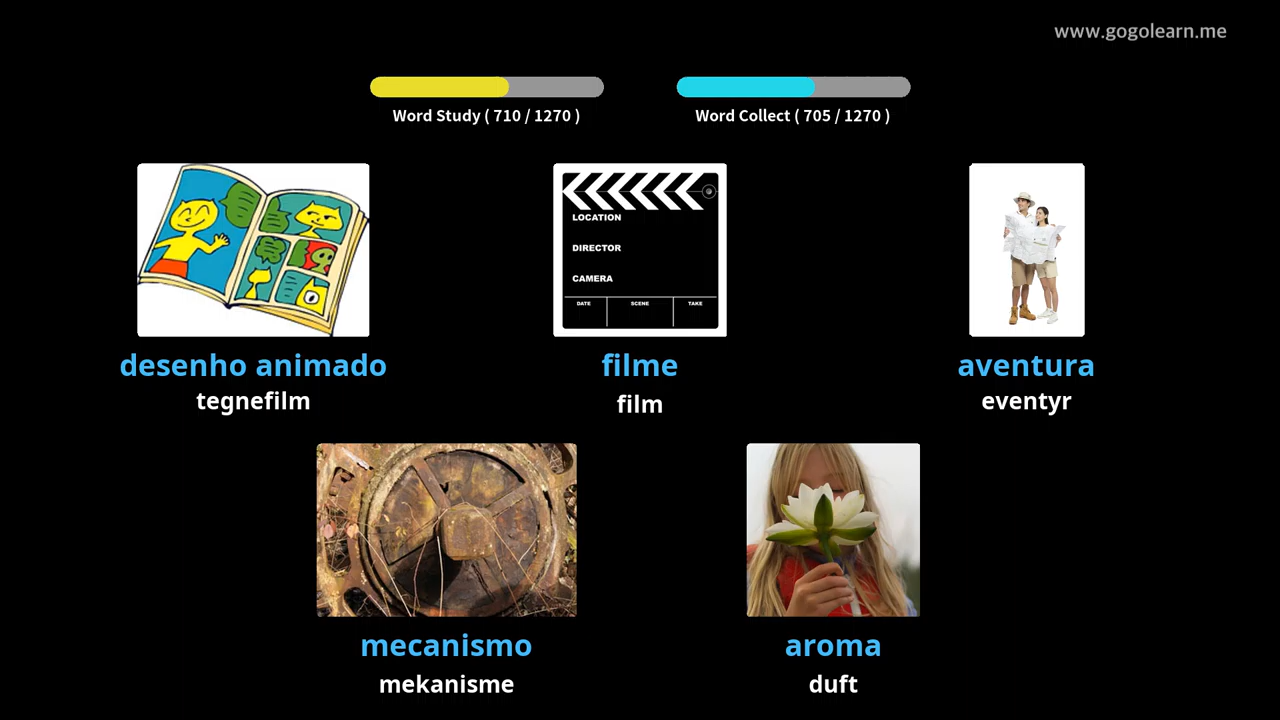 www.gogolearn.me
Word Study ( 710 / 1270 )
Word Collect ( 705 / 1270 )
LOCATION
DIRECTOR
CAMERA
DATE SCENE TAKE
desenho animado
tegnefilm
filme
film
aventura
eventyr
mecanismo
mekanisme
aroma
duft